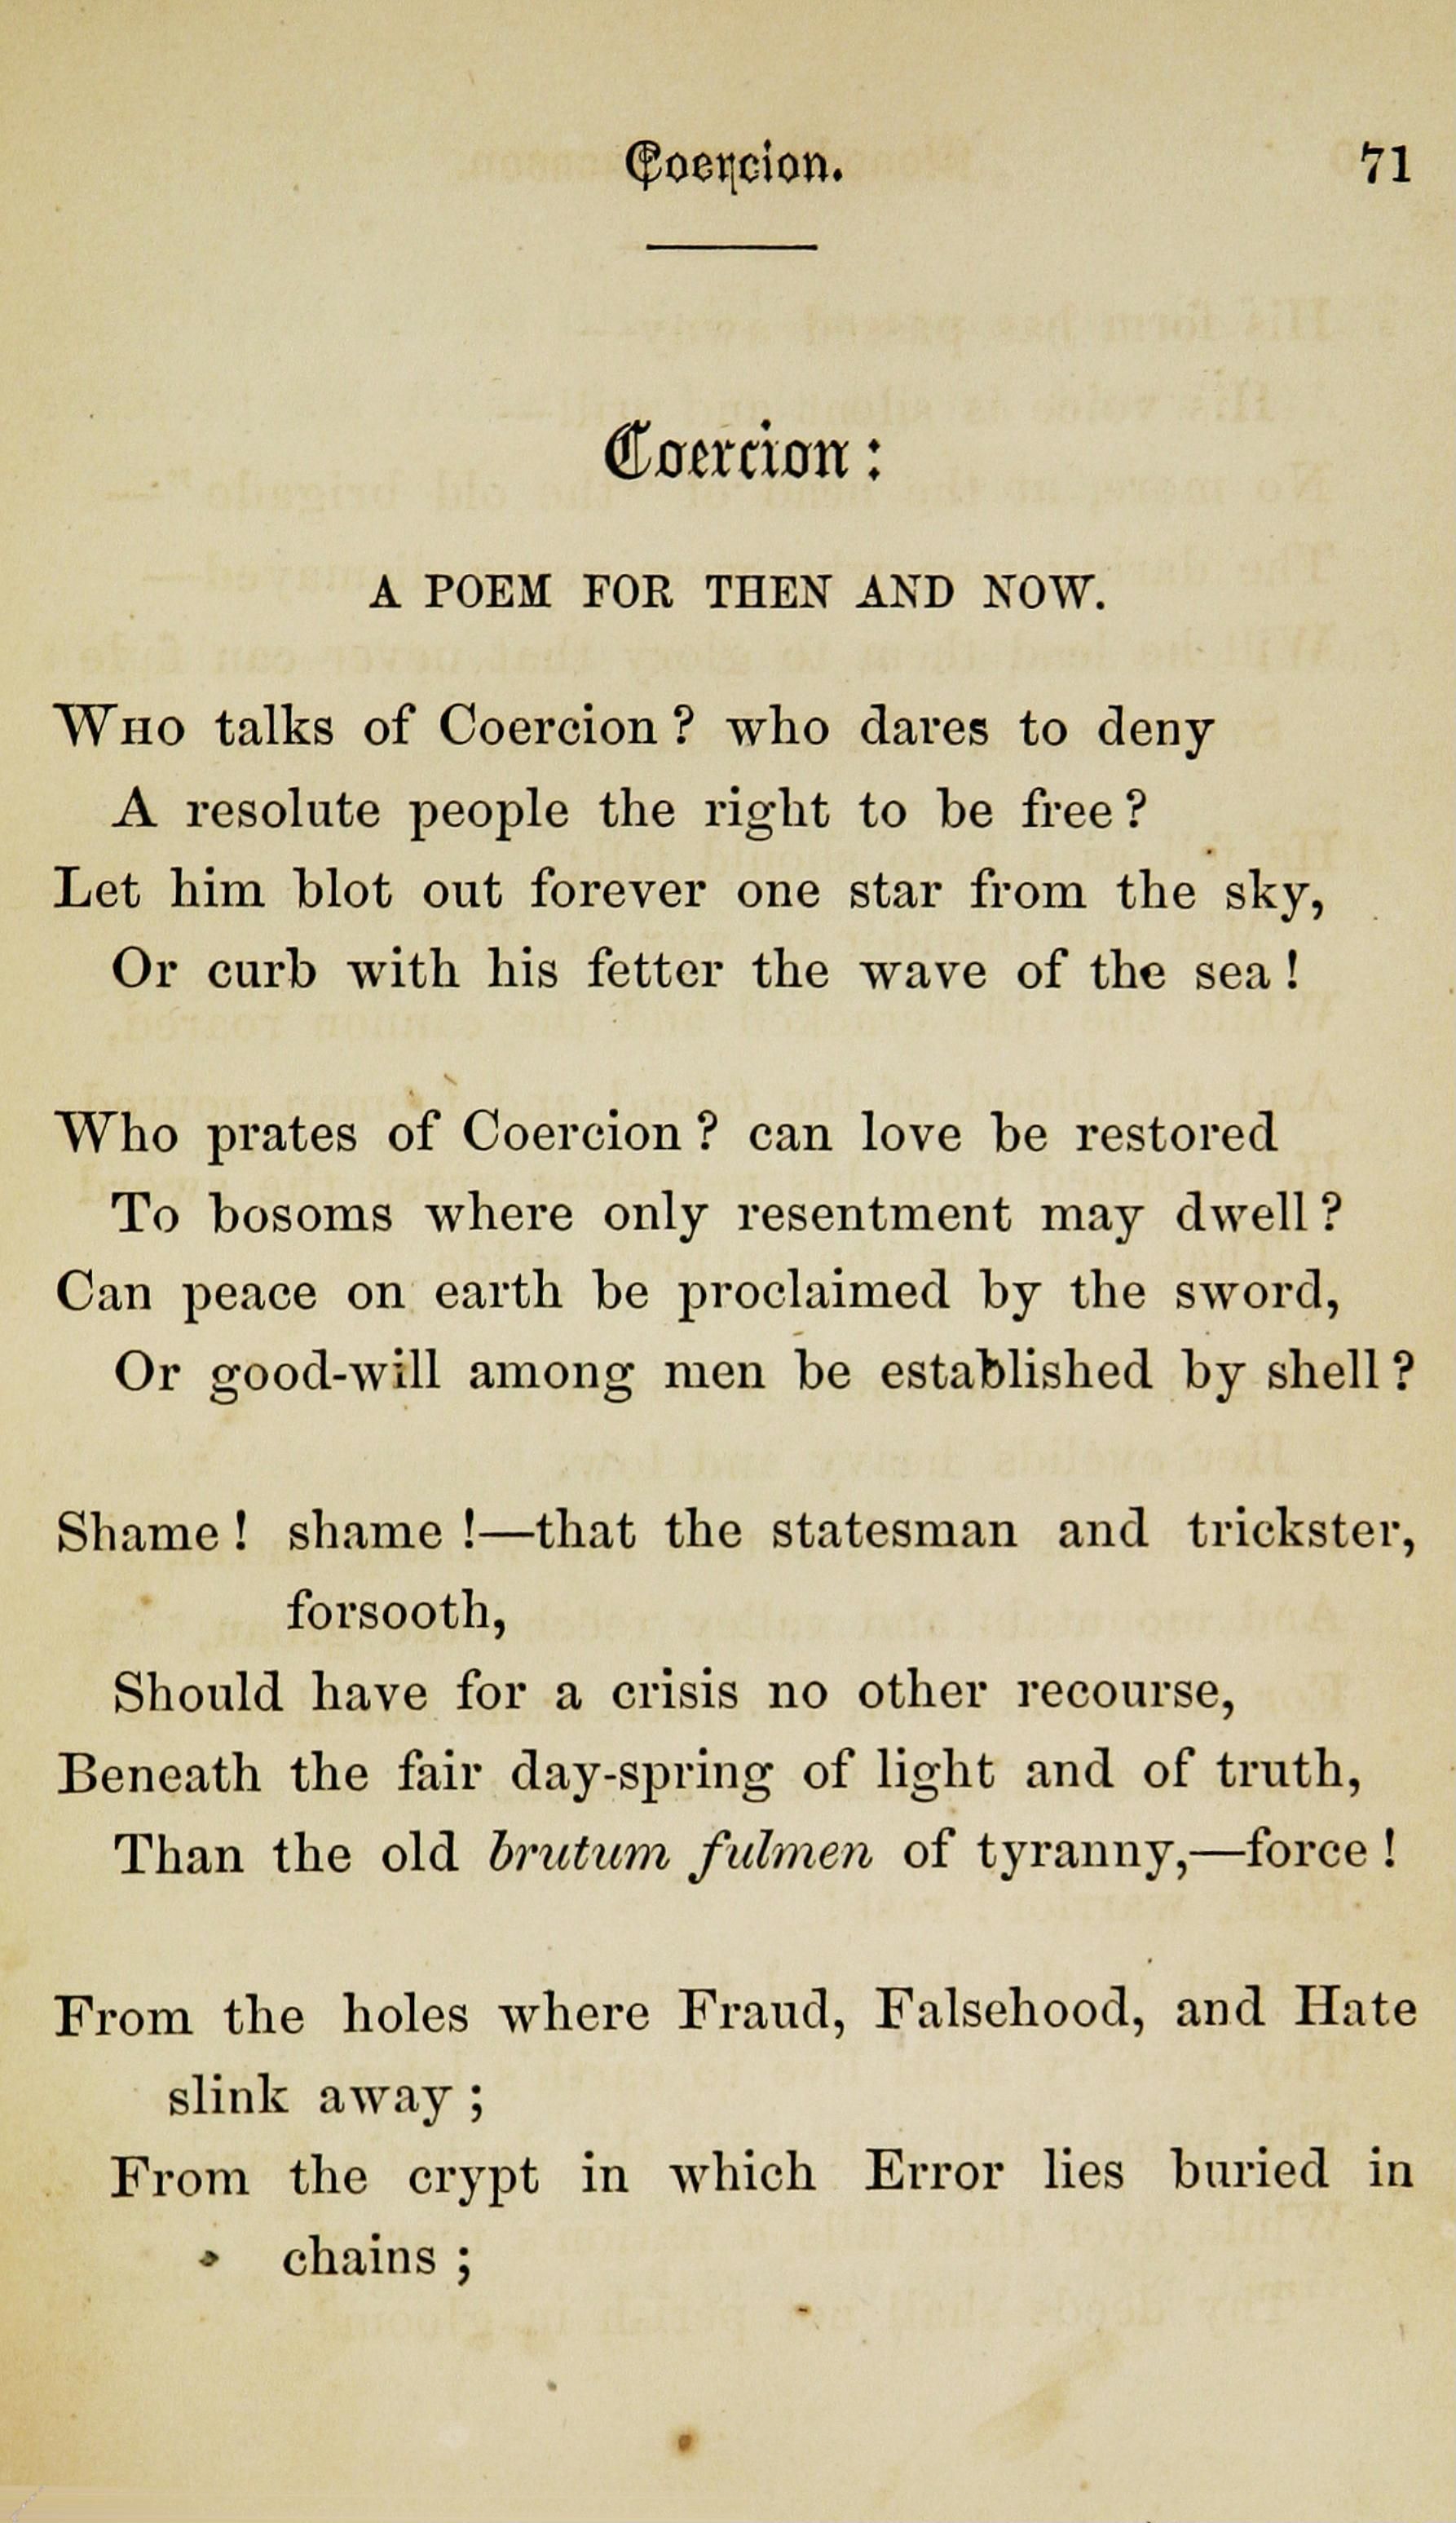 Coercion. 71
Coercion:
A POEM FOR THEN AND NOW.
WHO talks of Coercion? who dares to deny
A resolute people the right to be free?
Let him blot out forever one star from the sky,
Or curb with his fetter the wave of the sea!
Who prates of Coercion? can love be restored
To bosoms where only resentment may dwell?
Can peace on earth be proclaimed by the sword,
Or good-will among men be established by shell?
Shame! shame!—that the statesman and trickster,
forsooth,
Should have for a crisis no other recourse,
Beneath the fair day-spring of light and of truth,
Than the old brutum fulmen of tyranny,—force!
From the holes where Fraud, Falsehood, and Hate
slink away;
From the crypt in which Error lies buried in
chains;